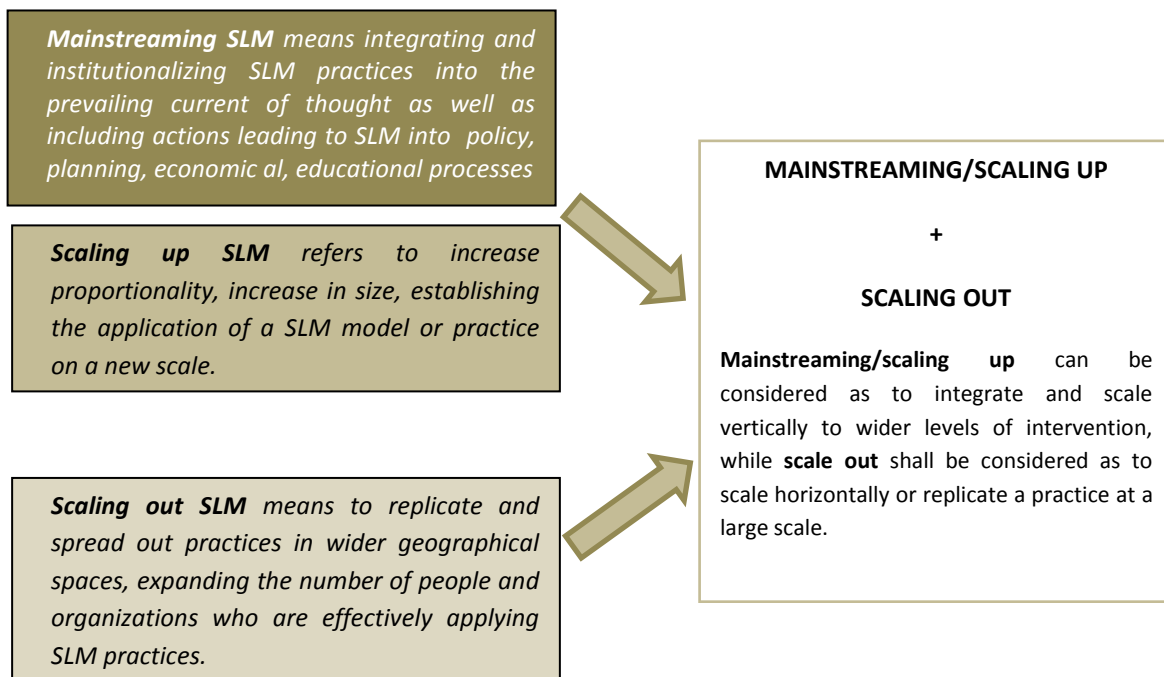 Mainstreaming SLM means integrating and
institutionalizing SLM practices into the
prevailing current of thought as well as
including actions leading to SLM into policy,
planning, economic al, educational processes
Scaling up SLM refers to increase
proportionality, increase in size, establishing
the application of a SLM model or practice
on a new scale.
Scaling out SLM means to replicate and
spread out practices in wider geographical
spaces, expanding the number of people and
organizations who are effectively applying
SLM practices.
MAINSTREAMING/SCALING UP
+
SCALING OUT
Mainstreaming/scaling up can be
considered as to integrate and scale
vertically to wider levels of intervention,
while scale out shall be considered as to
scale horizontally or replicate a practice at a
large scale.